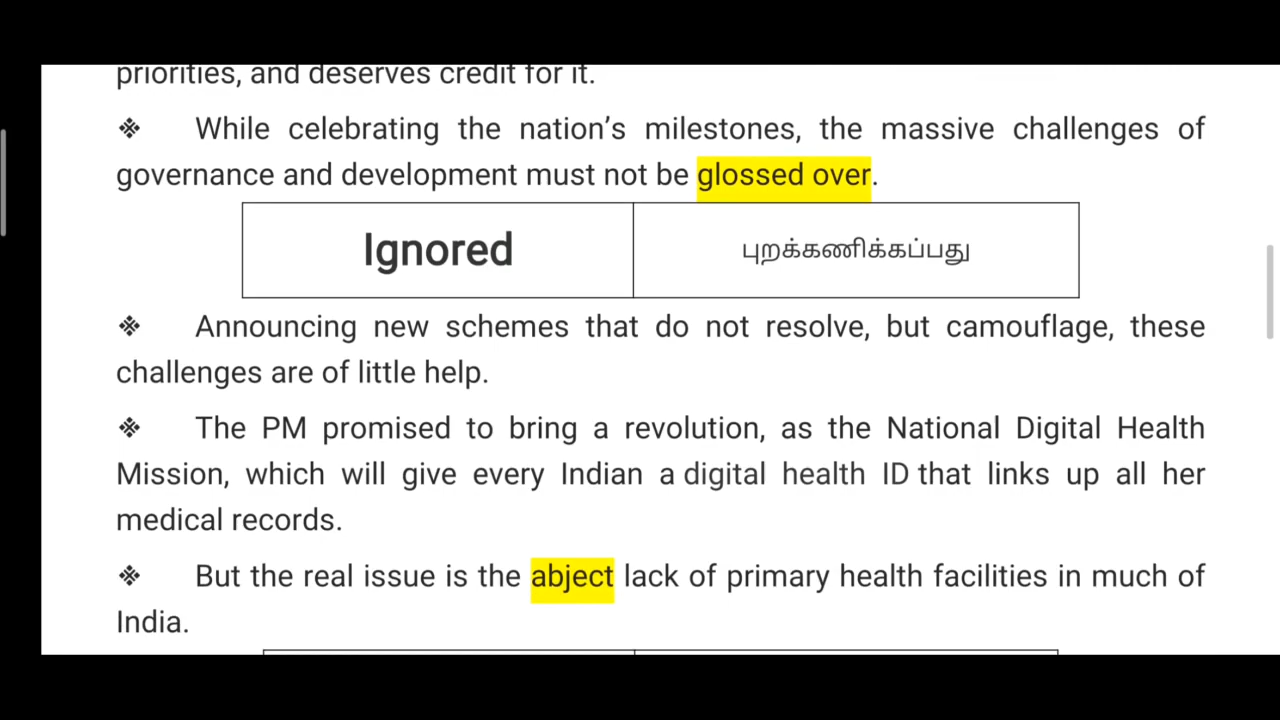 priorities, and deserves credit for it.
❖ While celebrating the nation's milestones, the massive challenges of
governance and development must not be glossed over.
Ignored புறக்கணிக்கப்பது
❖ Announcing new schemes that do not resolve, but camouflage, these
challenges are of little help.
❖ The PM promised to bring a revolution, as the National Digital Health
Mission, which will give every Indian a digital health ID that links up all her
medical records.
❖ But the real issue is the abject lack of primary health facilities in much of
India.